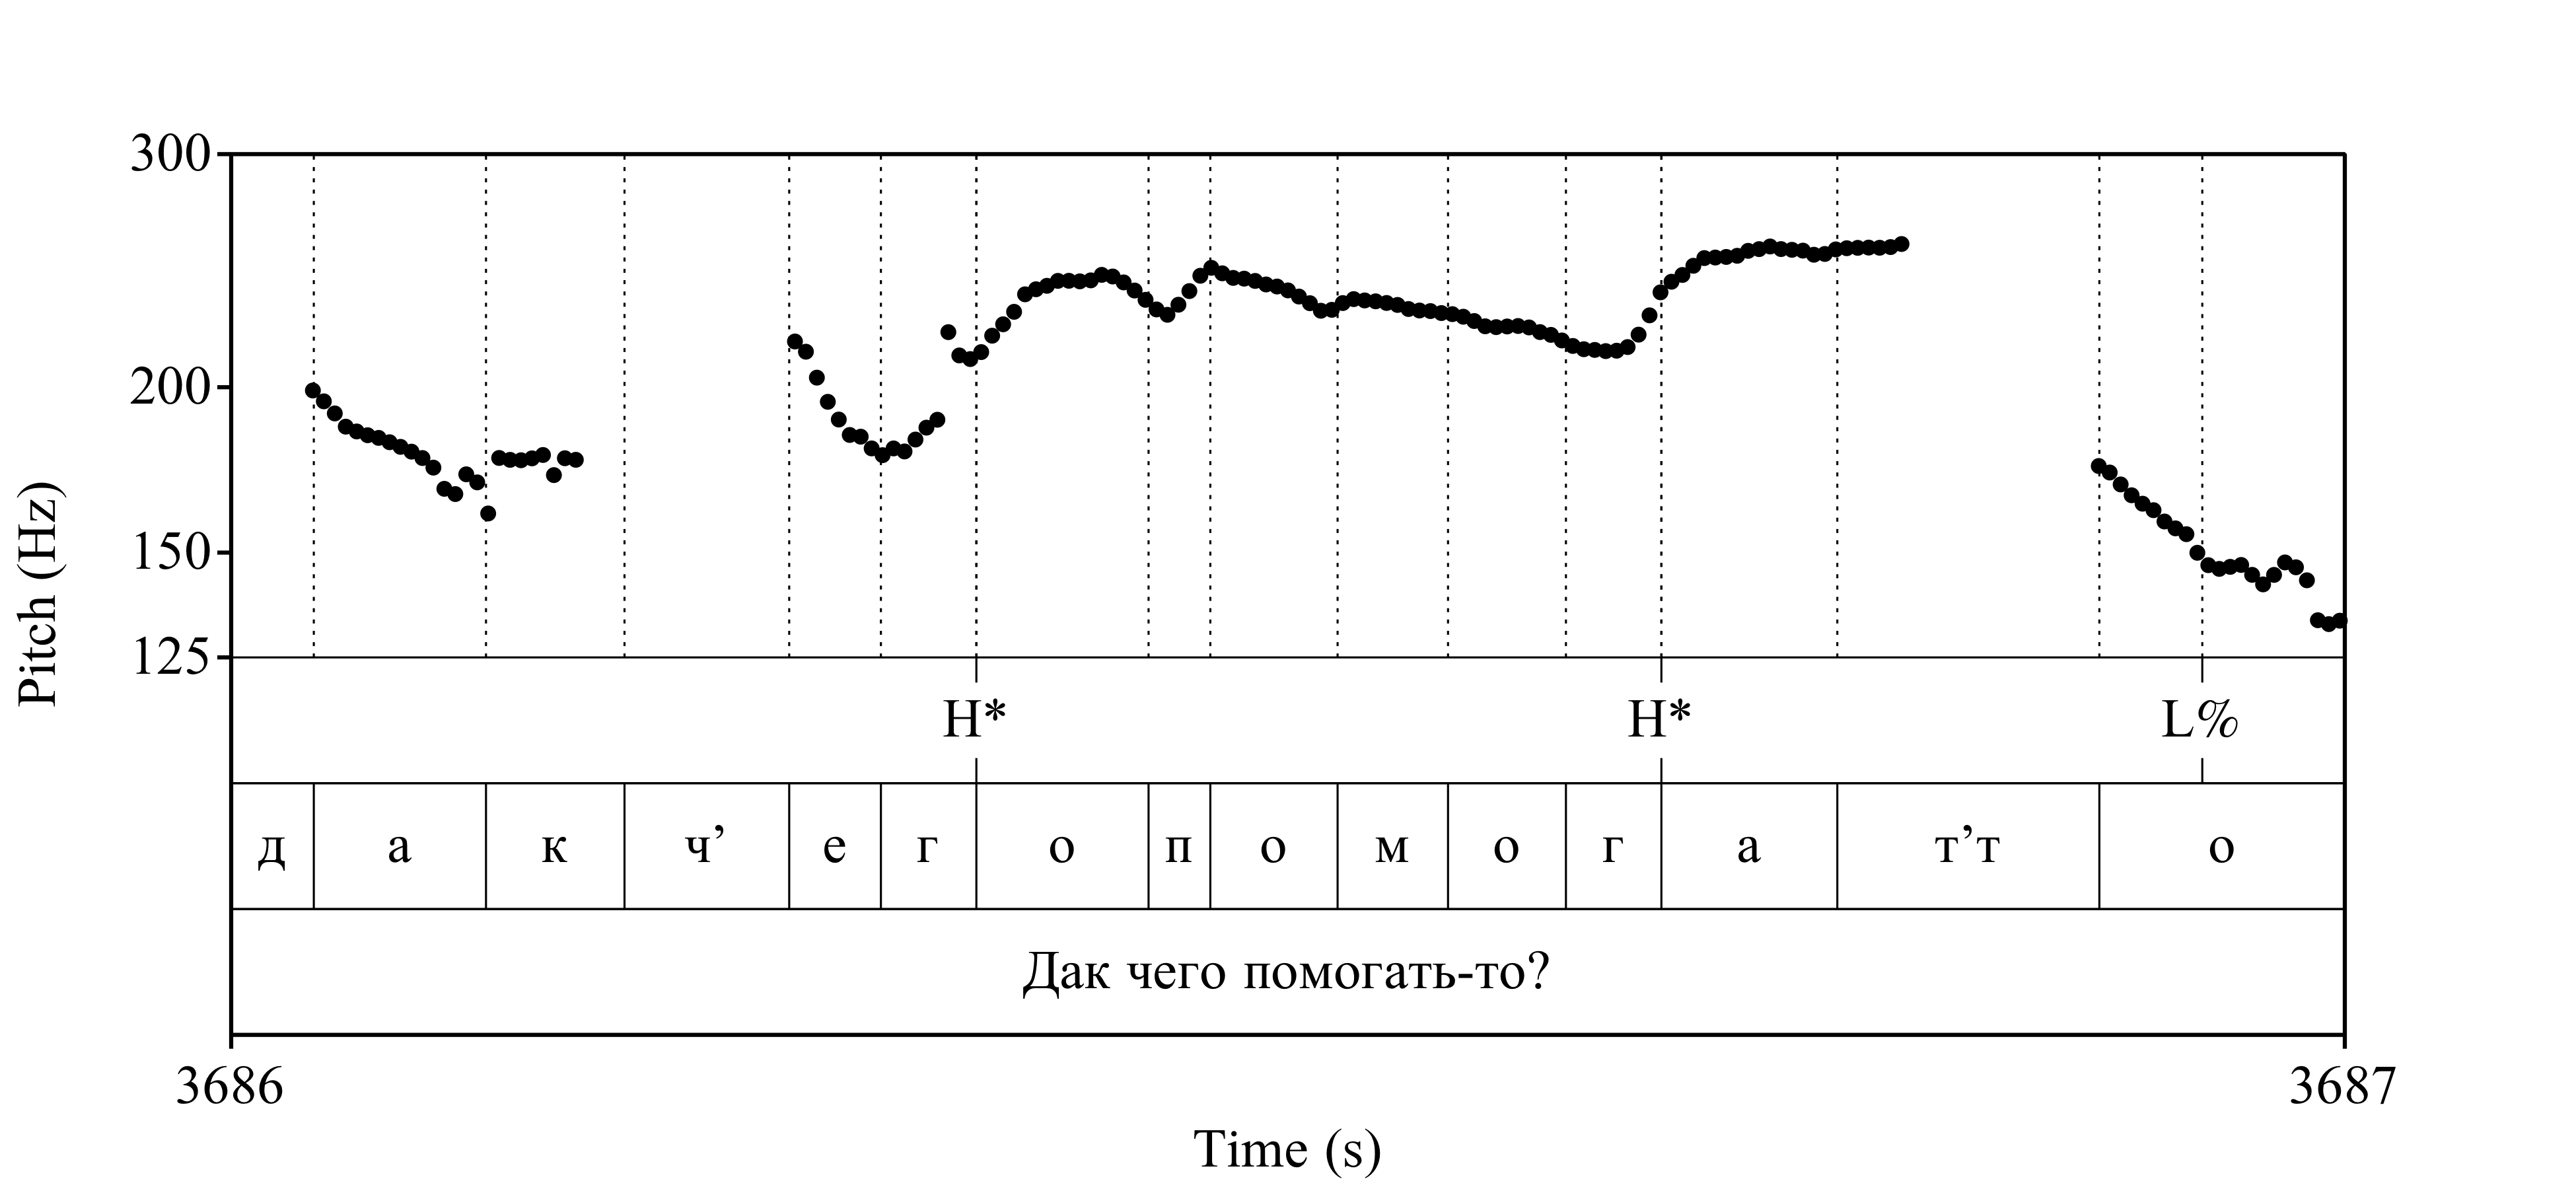 300
200
150
125
Pitch (Hz)
H* H* L%
д а к ч’ е г о п о м о г а т’т о
Дак чего помогать-то?
3686 3687
Time (s)